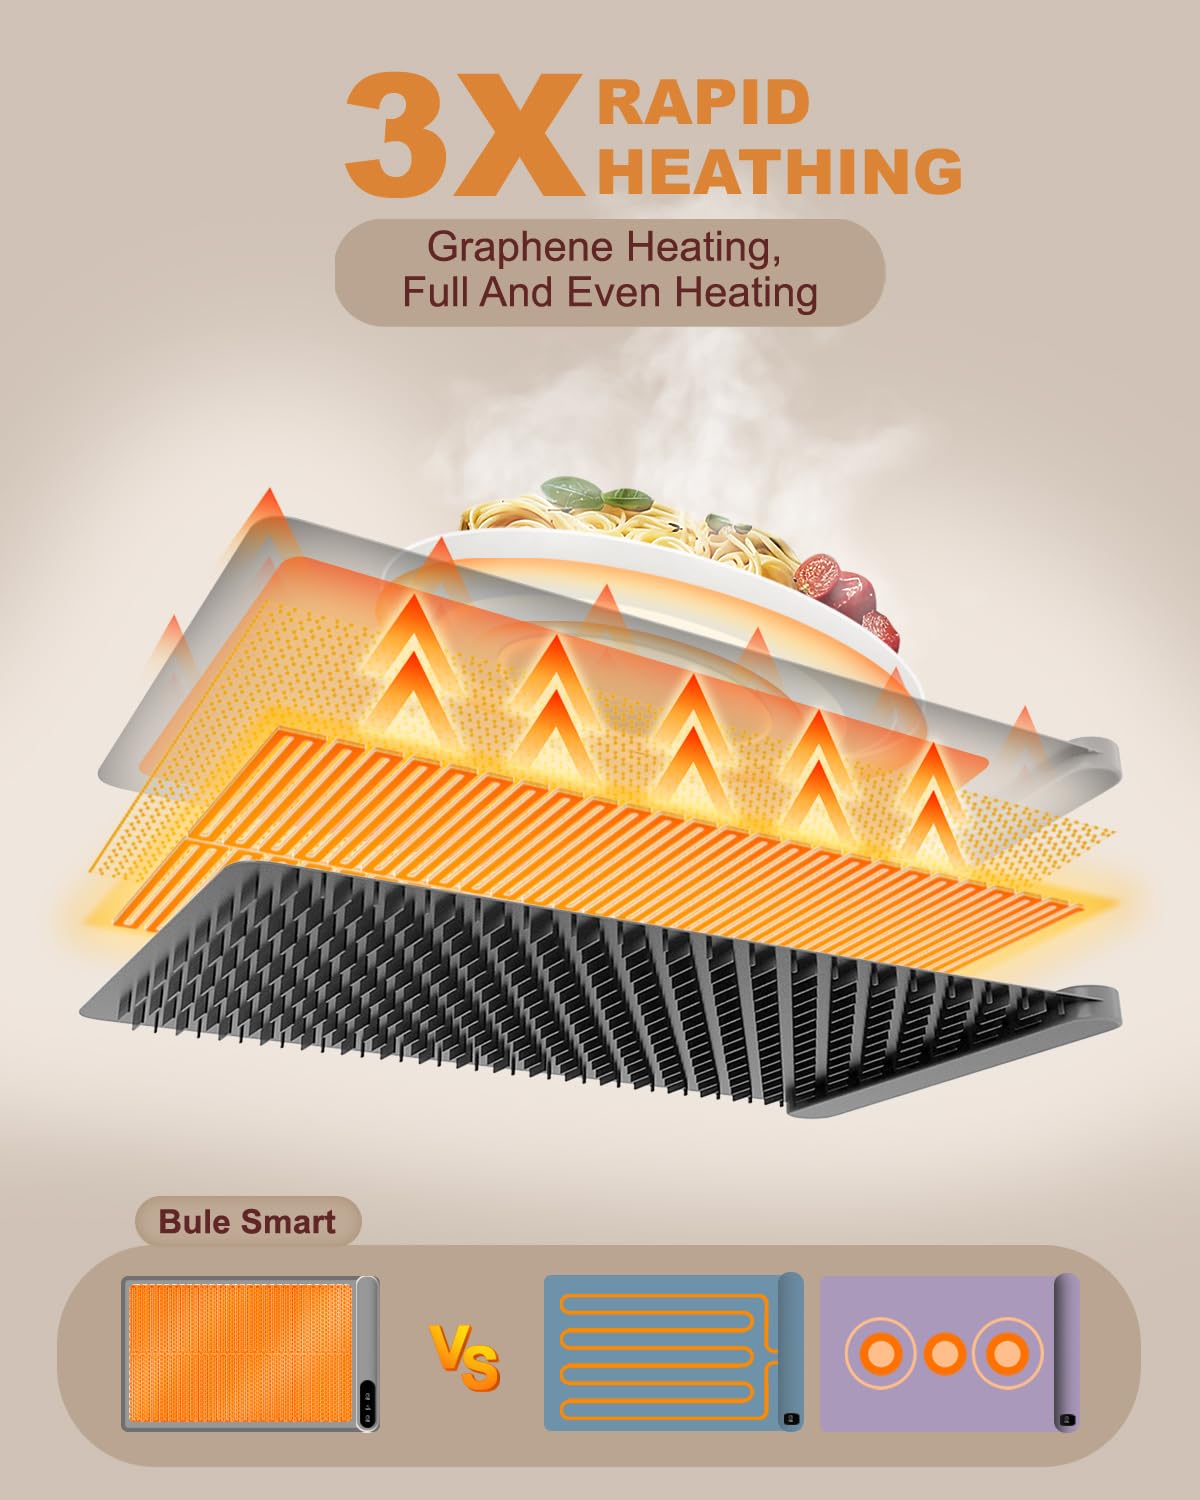 3X RAPID
HEATHING
Graphene Heating,
Full And Even Heating
Bule Smart
VS